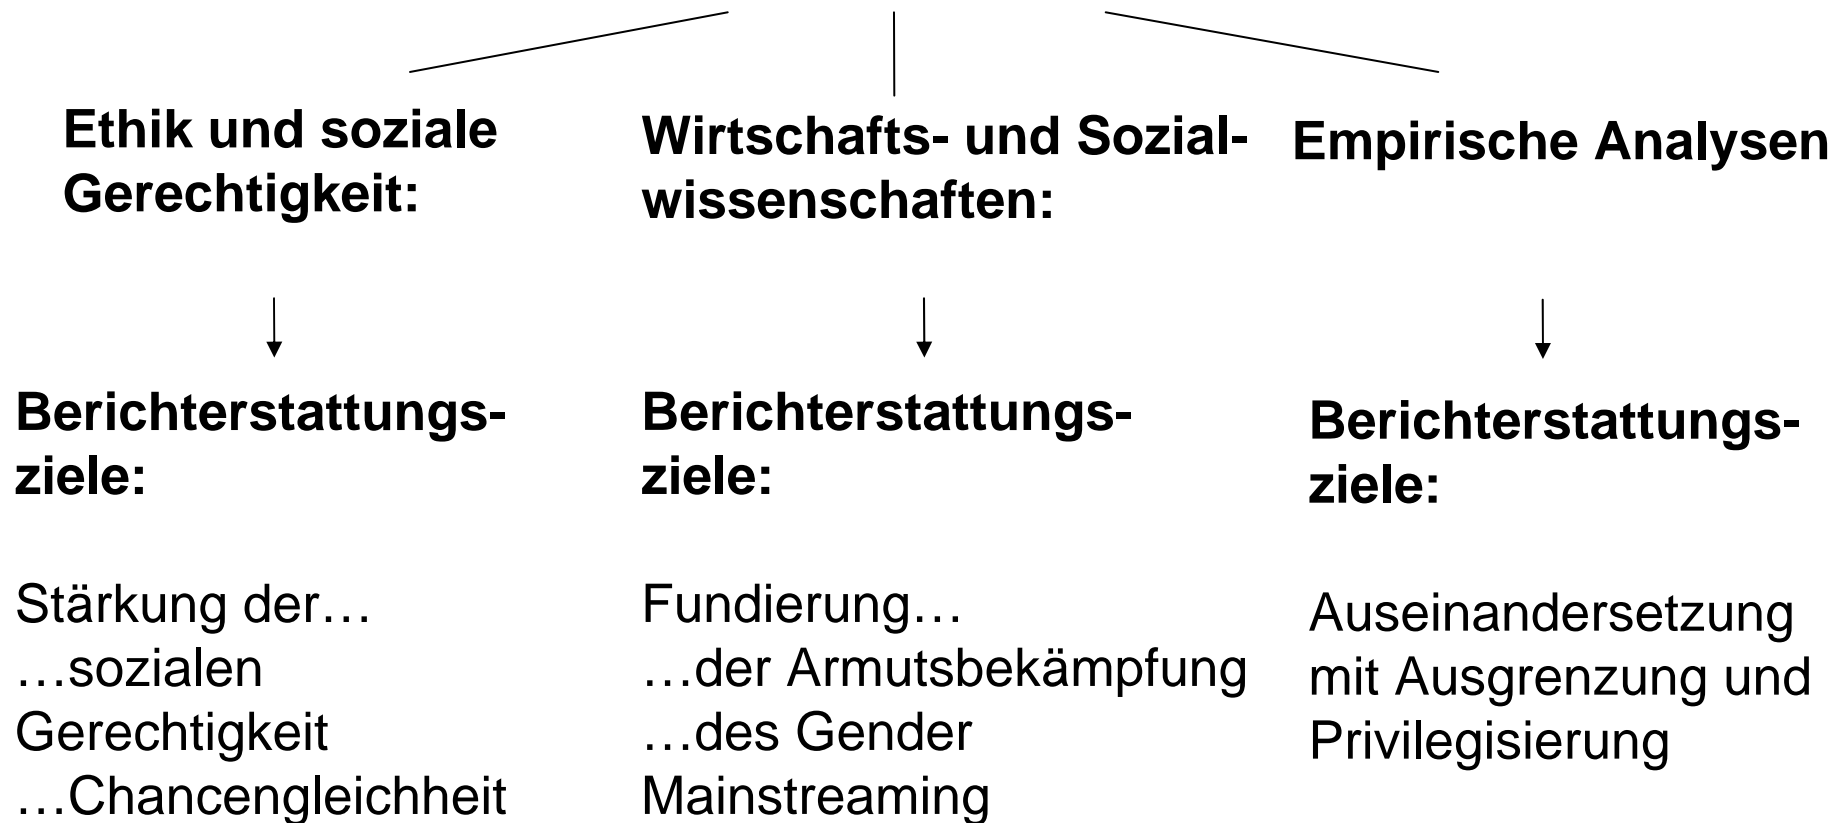 Ethik und soziale
Gerechtigkeit:
Wirtschafts- und Sozial-
wissenschaften:
Empirische Analysen
Berichterstattungs-
ziele:
Stärkung der…
…sozialen
Gerechtigkeit
…Chancengleichheit
Berichterstattungs-
ziele:
Fundierung…
…der Armutsbekämpfung
…des Gender
Mainstreaming
Berichterstattungs-
ziele:
Auseinandersetzung
mit Ausgrenzung und
Privilegisierung